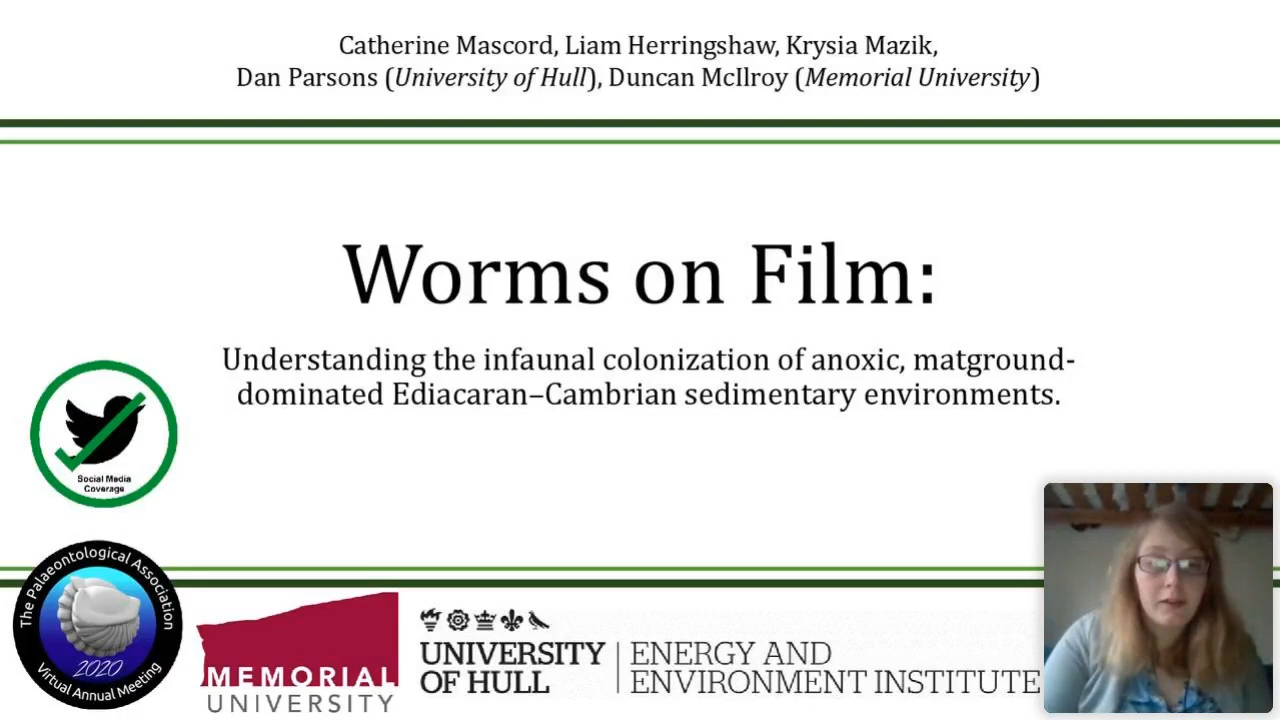 Catherine Mascord, Liam Herringshaw, Krysia Mazik,
Dan Parsons (University of Hull), Duncan McIlroy (Memorial University)
Worms on Film:
Understanding the infaunal colonization of anoxic, matground-
dominated Ediacaran–Cambrian sedimentary environments.
Social Media
Coverage
The Palaeontological Association
2020
Virtual Annual Meeting
MEMORIAL
UNIVERSITY
UNIVERSITY
OF HULL
ENERGY AND
ENVIRONMENT INSTITUTE